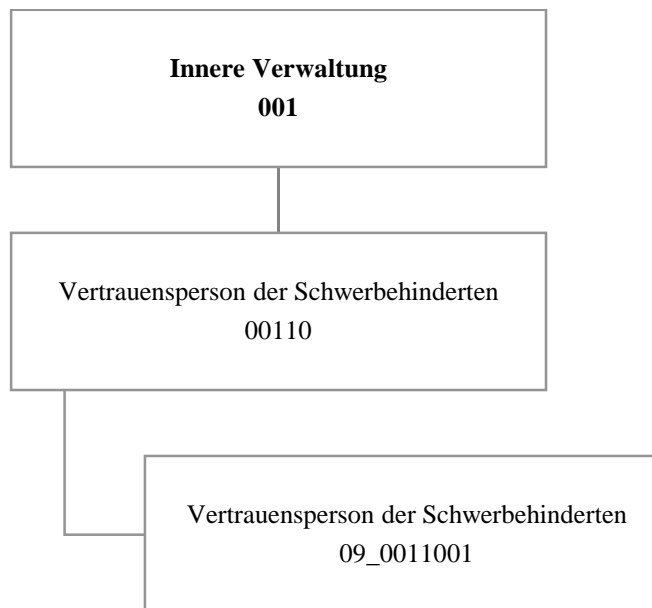 Innere Verwaltung
001
Vertrauensperson der Schwerbehinderten
00110
Vertrauensperson der Schwerbehinderten
09_0011001